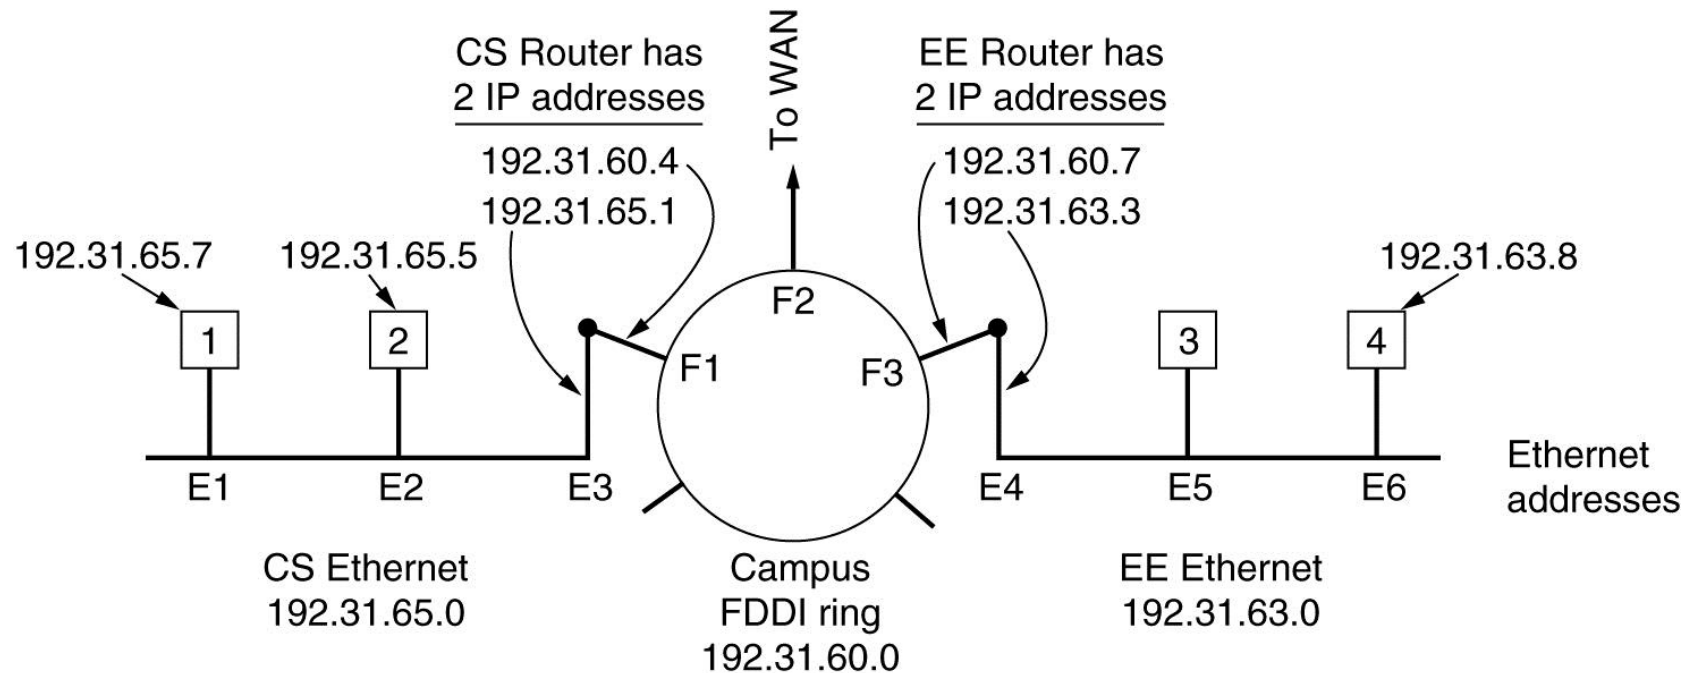 To WAN
CS Router has
2 IP addresses
192.31.60.4
192.31.65.1
EE Router has
2 IP addresses
192.31.60.7
192.31.63.3
192.31.65.7
192.31.65.5
192.31.63.8
1
2
F1
F2
F3
3
4
E1
E2
E3
E4
E5
E6
Ethernet
addresses
CS Ethernet
192.31.65.0
Campus
FDDI ring
192.31.60.0
EE Ethernet
192.31.63.0